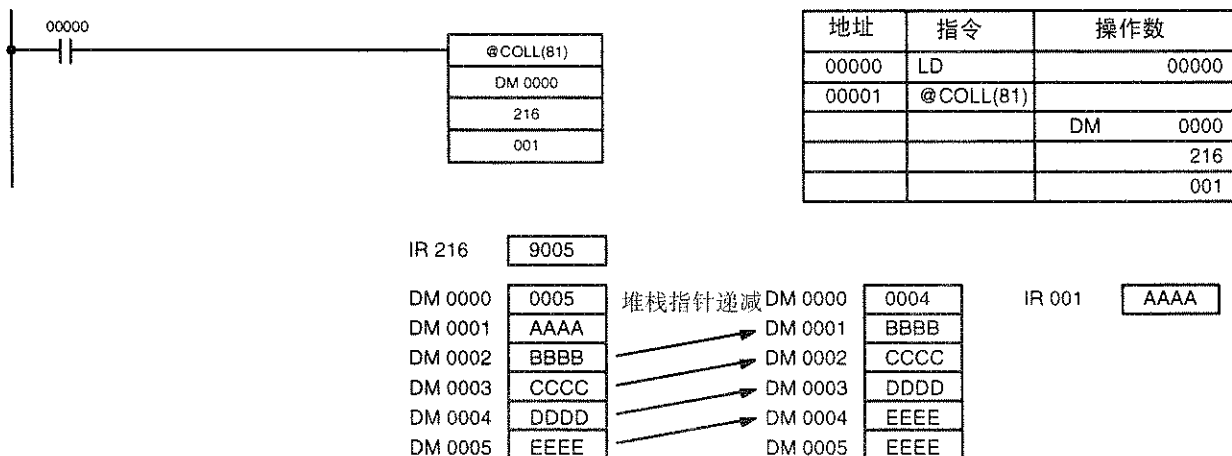 00000
@COLL(81)
DM 0000
216
001
地址 指令 操作数
00000 LD 00000
00001 @COLL(81)
DM 0000
216
001
IR 216 9005
DM 0000 0005 堆栈指针递减 DM 0000 0004 IR 001 AAAA
DM 0001 AAAA DM 0001 BBBB
DM 0002 BBBB DM 0002 CCCC
DM 0003 CCCC DM 0003 DDDD
DM 0004 DDDD DM 0004 EEEE
DM 0005 EEEE DM 0005 EEEE